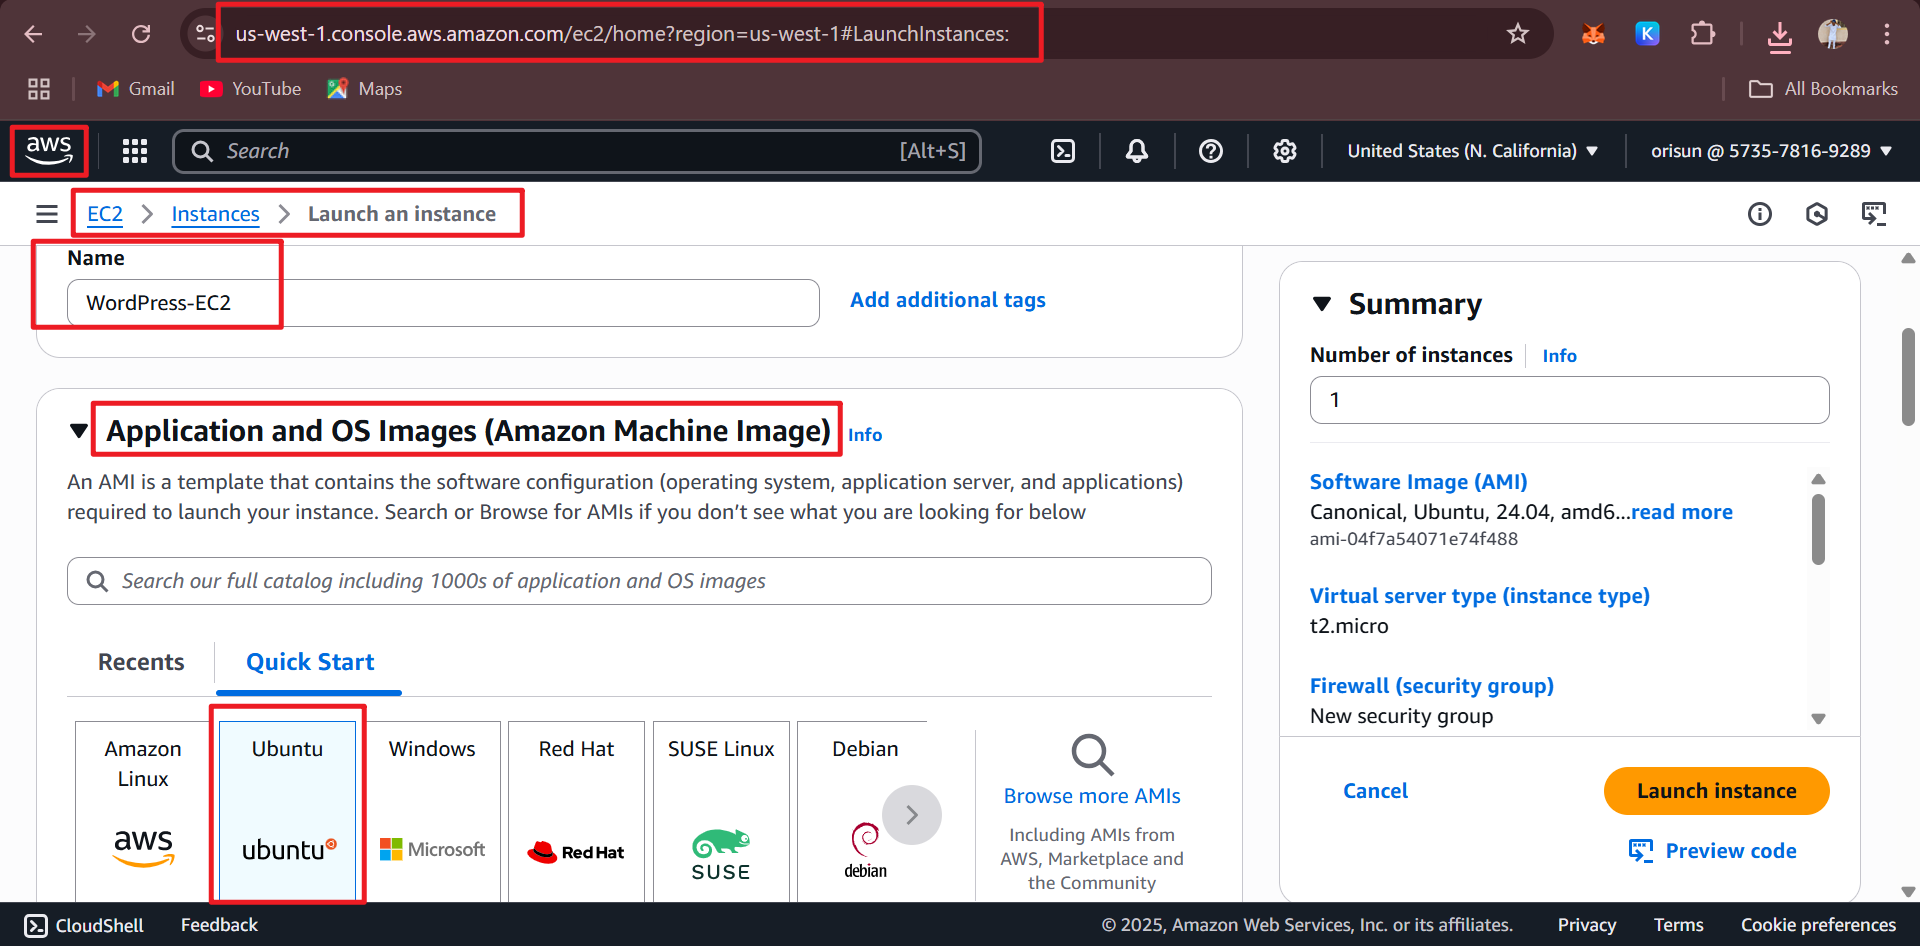 us-west-1.console.aws.amazon.com/ec2/home?region=us-west-1#LaunchInstances:
K
Gmail
YouTube
Maps
All Bookmarks
aws
Search
[Alt+S]
United States (N. California)
orisun @ 5735-7816-9289
EC2
Instances
Launch an instance
Name
WordPress-EC2
Add additional tags
Application and OS Images (Amazon Machine Image)
Info
An AMI is a template that contains the software configuration (operating system, application server, and applications)
required to launch your instance. Search or Browse for AMIs if you don’t see what you are looking for below
Search our full catalog including 1000s of application and OS images
Recents
Quick Start
Amazon
Linux
aws
Ubuntu
ubuntu
Windows
Microsoft
Red Hat
Red Hat
SUSE Linux
SUSE
Debian
debian
Browse more AMIs
Including AMIs from
AWS, Marketplace and
the Community
Summary
Number of instances
Info
1
Software Image (AMI)
Canonical, Ubuntu, 24.04, amd6...read more
ami-04f7a54071e74f488
Virtual server type (instance type)
t2.micro
Firewall (security group)
New security group
Cancel
Launch instance
Preview code
CloudShell
Feedback
© 2025, Amazon Web Services, Inc. or its affiliates.
Privacy
Terms
Cookie preferences